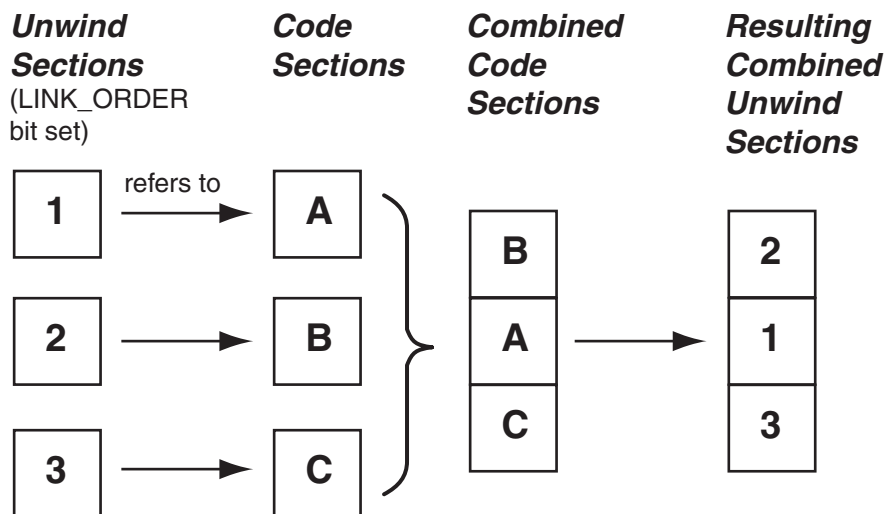 Unwind
Sections
(LINK_ORDER
bit set)
Code
Sections
Combined
Code
Sections
Resulting
Combined
Unwind
Sections
1
refers to
A
2
B
3
C
B
A
C
2
1
3